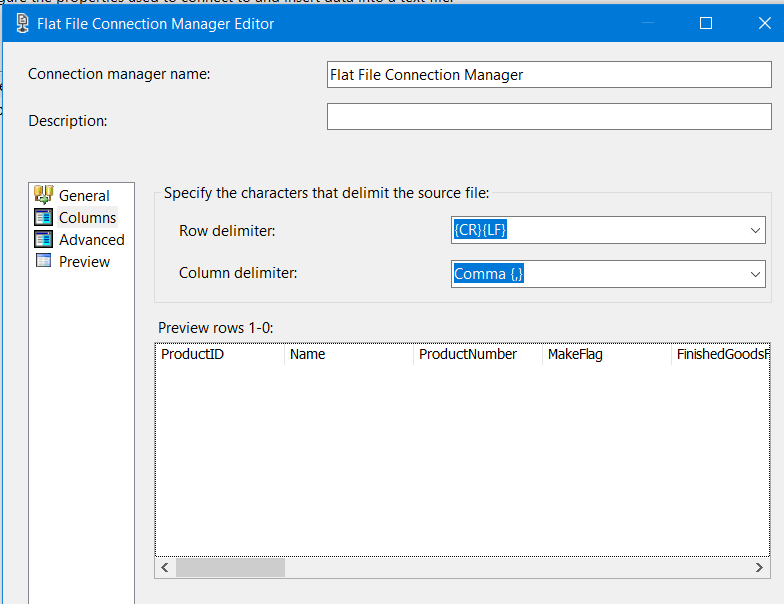 gure the properties used to connect to and insert data into a text file.
Flat File Connection Manager Editor
Connection manager name:
Flat File Connection Manager
Description:
General
Columns
Advanced
Preview
Specify the characters that delimit the source file:
Row delimiter:
{CR}{LF}
Column delimiter:
Comma {,}
Preview rows 1-0:
ProductID Name ProductNumber MakeFlag FinishedGoodsF